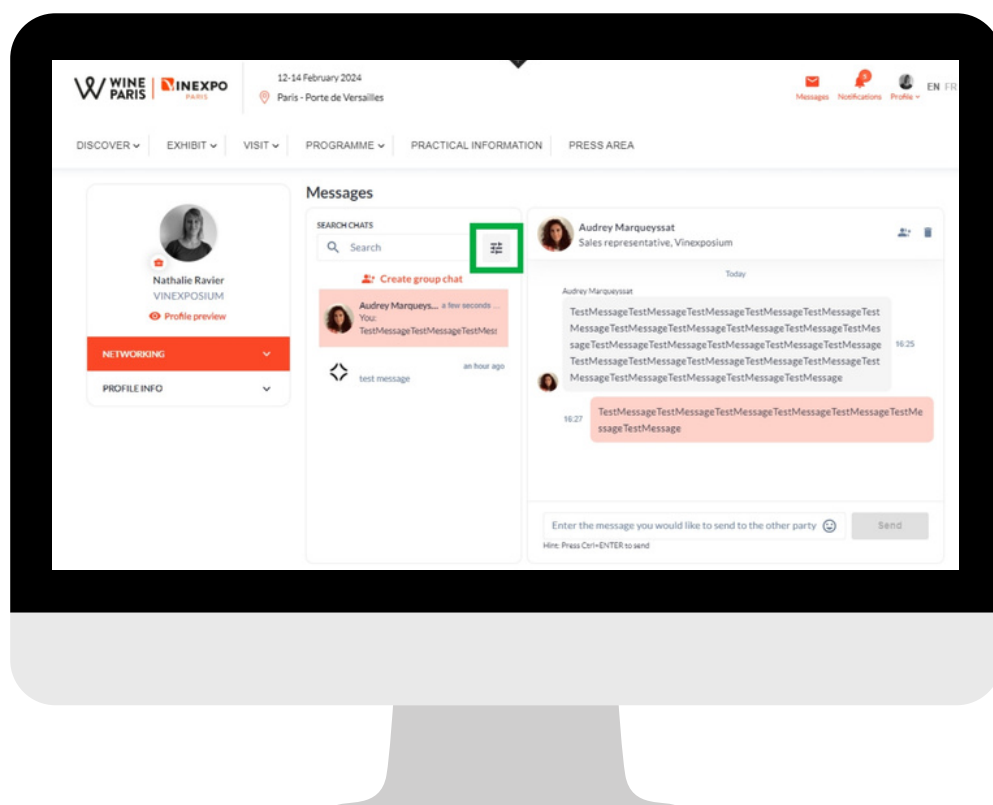 WINE PARIS
VINEXPO PARIS
12-14 February 2024
Paris - Porte de Versailles
Messages
Notifications
Profile
EN FR
DISCOVER EXHIBIT VISIT PROGRAMME PRACTICAL INFORMATION PRESS AREA
Nathalie Ravier
VINEXPOSIUM
Profile preview
NETWORKING
PROFILE INFO
Messages
SEARCH CHATS
Search
Create group chat
Audrey Marqueys... a few seconds ...
You:
TestMessageTestMessageTestMess
an hour ago
test message
Audrey Marqueyssat
Sales representative, Vinexposium
Today
Audrey Marqueyssat
TestMessageTestMessageTestMessageTestMessageTestMessageTest
MessageTestMessageTestMessageTestMessageTestMessageTestMes
sageTestMessageTestMessageTestMessageTestMessageTestMessage
TestMessageTestMessageTestMessageTestMessageTestMessageTest
MessageTestMessageTestMessageTestMessageTestMessage
16:25
16:27
TestMessageTestMessageTestMessageTestMessageTestMessageTestMe
ssageTestMessage
Enter the message you would like to send to the other party
Send
Hint: Press Ctrl+ENTER to send